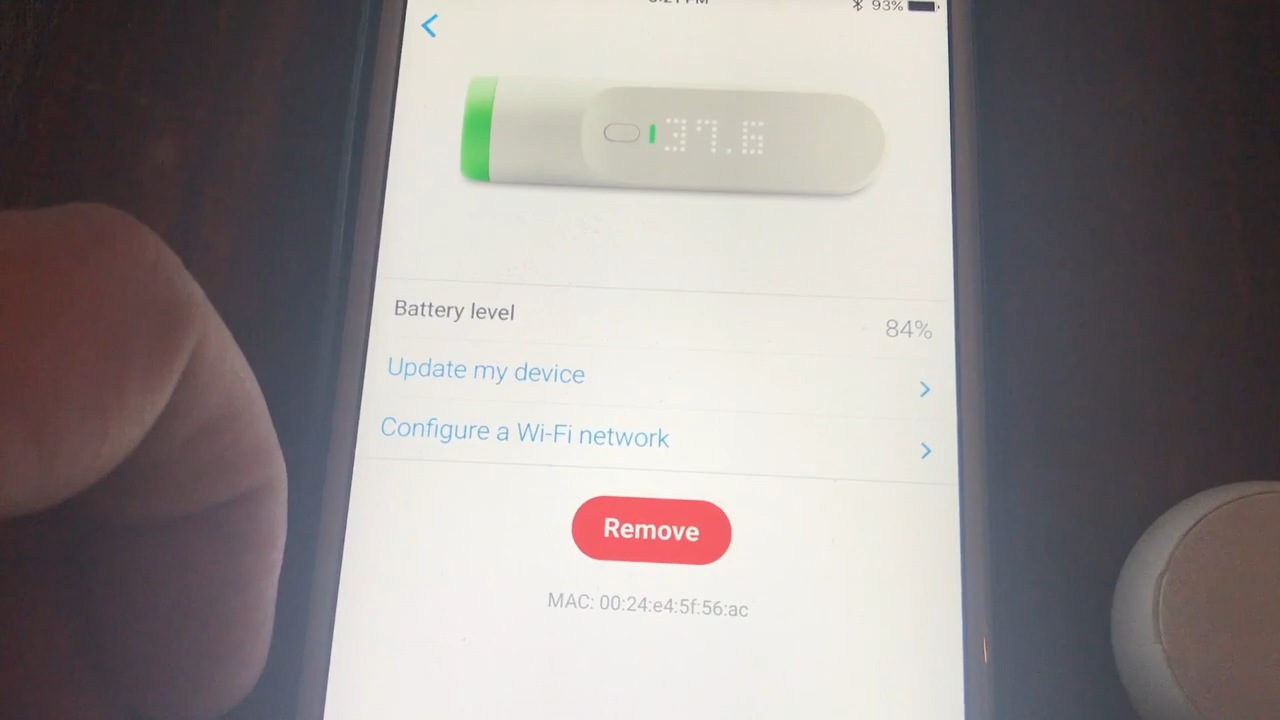 93%
37.6
Battery level
84%
Update my device
Configure a Wi-Fi network
Remove
MAC: 00:24:e4:5f:56:ac